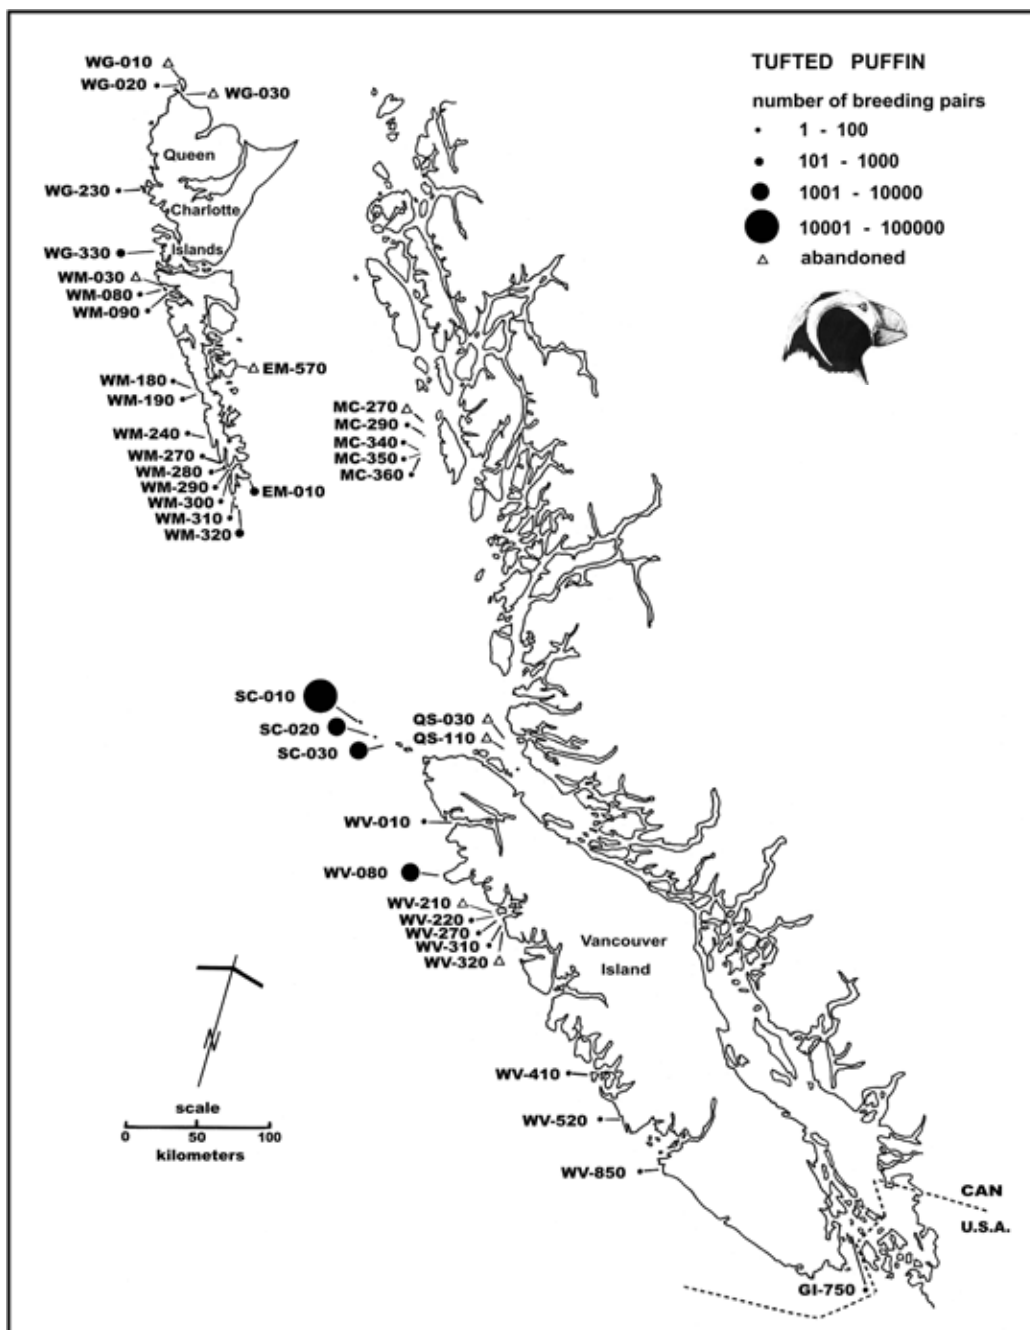 TUFTED PUFFIN
number of breeding pairs
1 - 100
101 - 1000
1001 - 10000
10001 - 100000
abandoned
WG-010
WG-020
WG-030
Queen
WG-230
Charlotte
WG-330
Islands
WM-030
WM-080
WM-090
EM-570
WM-180
WM-190
WM-240
WM-270
WM-280
WM-290
EM-010
WM-300
WM-310
WM-320
MC-270
MC-290
MC-340
MC-350
MC-360
SC-010
SC-020
SC-030
QS-030
QS-110
WV-010
WV-080
WV-210
WV-220
WV-270
WV-310
WV-320
Vancouver
Island
N
scale
0 50 100
kilometers
WV-410
WV-520
WV-850
CAN
U.S.A.
GI-750